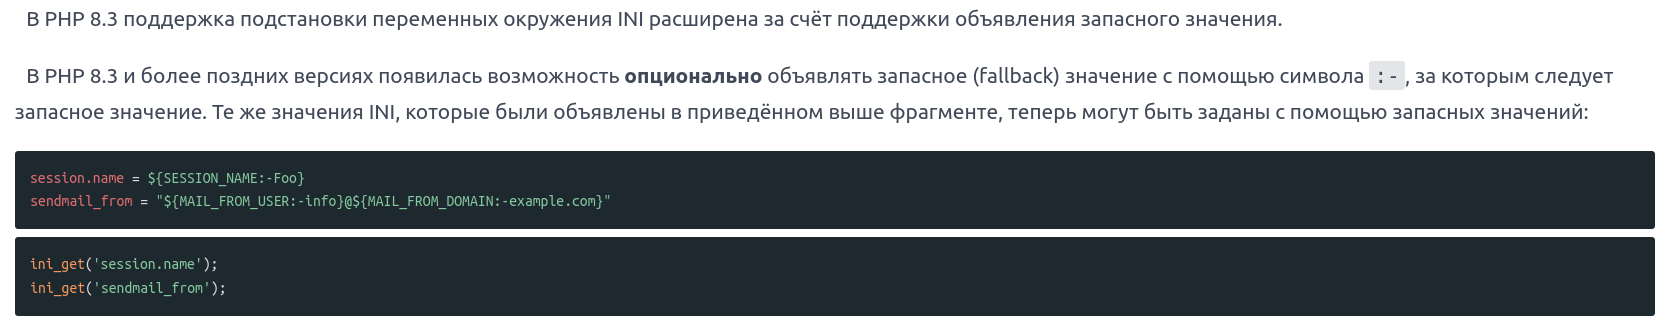 В PHP 8.3 поддержка подстановки переменных окружения INI расширена за счёт поддержки объявления запасного значения.
В PHP 8.3 и более поздних версиях появилась возможность опционально объявлять запасное (fallback) значение с помощью символа :-, за которым следует
запасное значение. Те же значения INI, которые были объявлены в приведённом выше фрагменте, теперь могут быть заданы с помощью запасных значений:
session.name = ${SESSION_NAME:-Foo}
sendmail_from = "${MAIL_FROM_USER:-info}@${MAIL_FROM_DOMAIN:-example.com}"
ini_get('session.name');
ini_get('sendmail_from');